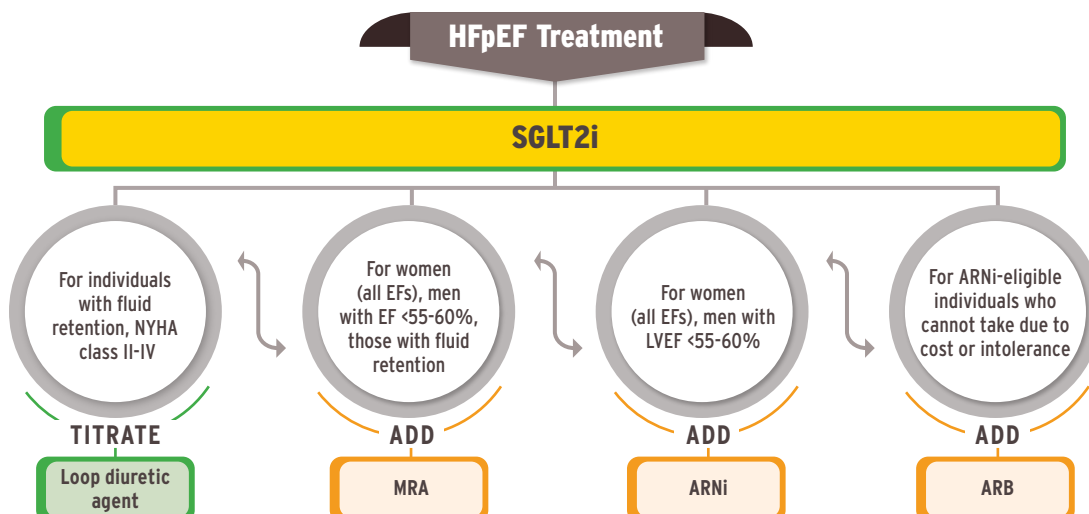 HFpEF Treatment
SGLT2i
For individuals
with fluid
retention, NYHA
class II-IV
TITRATE
Loop diuretic
agent
For women
(all EFs), men
with EF <55-60%,
those with fluid
retention
ADD
MRA
For women
(all EFs), men with
LVEF <55-60%
ADD
ARNi
For ARNi-eligible
individuals who
cannot take due to
cost or intolerance
ADD
ARB